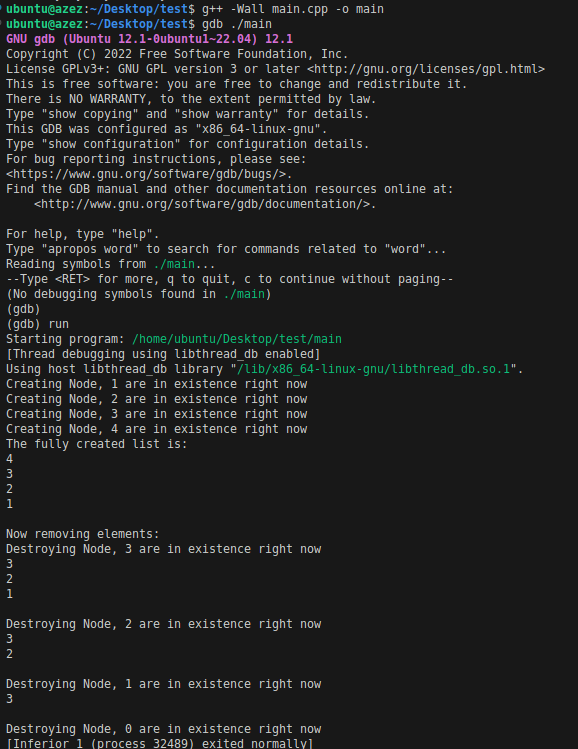 ubuntu@azez:~/Desktop/test$ g++ -Wall main.cpp -o main
ubuntu@azez:~/Desktop/test$ gdb ./main
GNU gdb (Ubuntu 12.1-0ubuntu1~22.04) 12.1
Copyright (C) 2022 Free Software Foundation, Inc.
License GPLv3+: GNU GPL version 3 or later <http://gnu.org/licenses/gpl.html>
This is free software: you are free to change and redistribute it.
There is NO WARRANTY, to the extent permitted by law.
Type "show copying" and "show warranty" for details.
This GDB was configured as "x86_64-linux-gnu".
Type "show configuration" for configuration details.
For bug reporting instructions, please see:
<https://www.gnu.org/software/gdb/bugs/>.
Find the GDB manual and other documentation resources online at:
    <http://www.gnu.org/software/gdb/documentation/>.

For help, type "help".
Type "apropos word" to search for commands related to "word"...
Reading symbols from ./main...
--Type <RET> for more, q to quit, c to continue without paging--
(No debugging symbols found in ./main)
(gdb)
(gdb) run
Starting program: /home/ubuntu/Desktop/test/main
[Thread debugging using libthread_db enabled]
Using host libthread_db library "/lib/x86_64-linux-gnu/libthread_db.so.1".
Creating Node, 1 are in existence right now
Creating Node, 2 are in existence right now
Creating Node, 3 are in existence right now
Creating Node, 4 are in existence right now
The fully created list is:
4
3
2
1

Now removing elements:
Destroying Node, 3 are in existence right now
3
2
1

Destroying Node, 2 are in existence right now
3
2

Destroying Node, 1 are in existence right now
3

Destroying Node, 0 are in existence right now
[Inferior 1 (process 32489) exited normally]